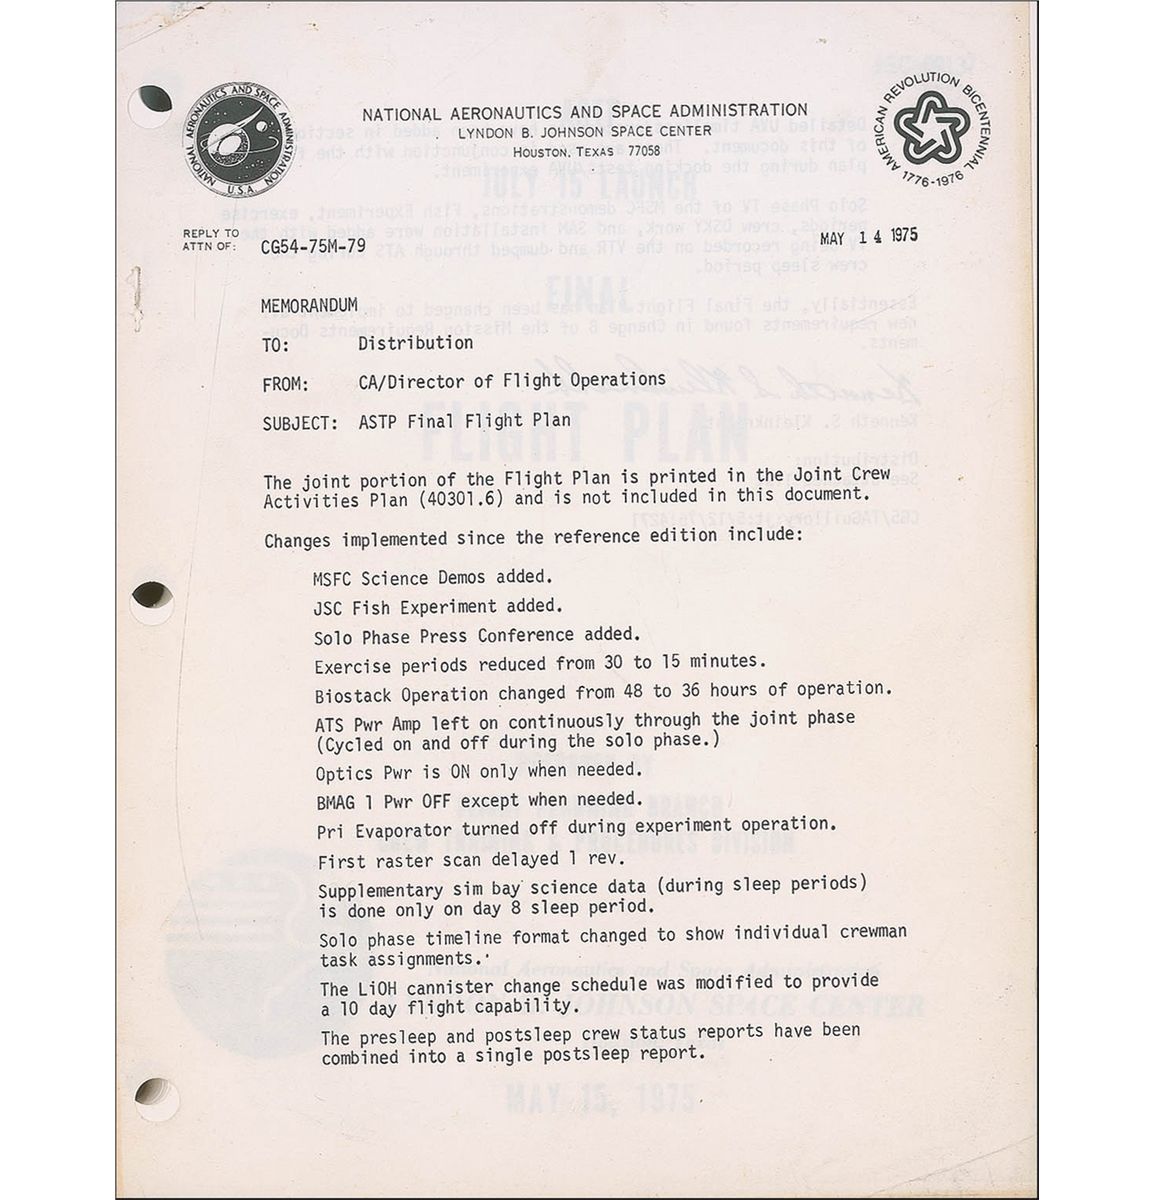 NATIONAL AERONAUTICS AND SPACE ADMINISTRATION
U.S.A.
NATIONAL AERONAUTICS AND SPACE ADMINISTRATION
LYNDON B. JOHNSON SPACE CENTER
HOUSTON, TEXAS 77058
AMERICAN REVOLUTION BICENTENNIAL
1776-1976
REPLY TO
ATTN OF: CG54-75M-79
MAY 14 1975
MEMORANDUM
TO: Distribution
FROM: CA/Director of Flight Operations
SUBJECT: ASTP Final Flight Plan
The joint portion of the Flight Plan is printed in the Joint Crew
Activities Plan (40301.6) and is not included in this document.
Changes implemented since the reference edition include:
MSFC Science Demos added.
JSC Fish Experiment added.
Solo Phase Press Conference added.
Exercise periods reduced from 30 to 15 minutes.
Biostack Operation changed from 48 to 36 hours of operation.
ATS Pwr Amp left on continuously through the joint phase
(Cycled on and off during the solo phase.)
Optics Pwr is ON only when needed.
BMAG 1 Pwr OFF except when needed.
Pri Evaporator turned off during experiment operation.
First raster scan delayed 1 rev.
Supplementary sim bay science data (during sleep periods)
is done only on day 8 sleep period.
Solo phase timeline format changed to show individual crewman
task assignments.
The LiOH cannister change schedule was modified to provide
a 10 day flight capability.
The presleep and postsleep crew status reports have been
combined into a single postsleep report.